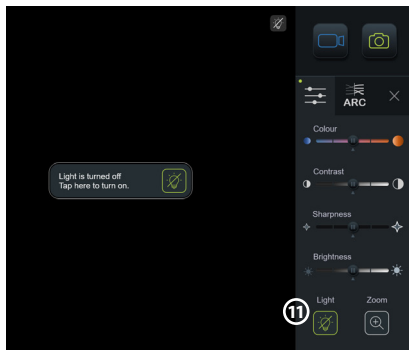 ARC
Colour
Contrast
Light is turned off
Tap here to turn on.
Sharpness
Brightness
Light
Zoom
11